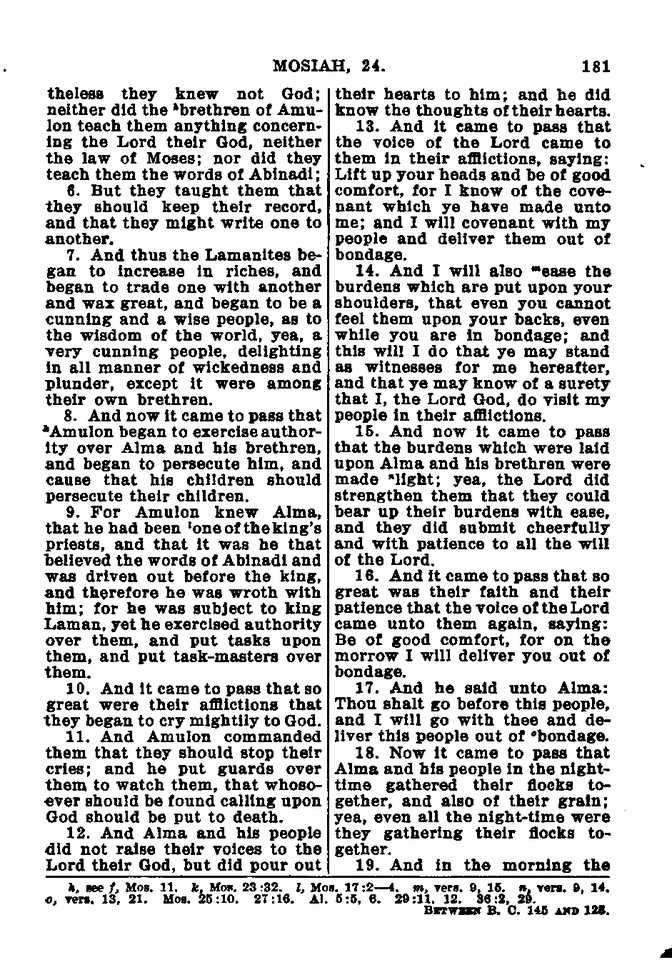 MOSIAH, 24. 181
theless they knew not God;
neither did the hbrethren of Amu-
lon teach them anything concern-
ing the Lord their God, neither
the law of Moses; nor did they
teach them the words of Abinadi;
6. But they taught them that
they should keep their record,
and that they might write one to
another.
7. And thus the Lamanites be-
gan to increase in riches, and
began to trade one with another
and wax great, and began to be a
cunning and a wise people, as to
the wisdom of the world, yea, a
very cunning people, delighting
in all manner of wickedness and
plunder, except it were among
their own brethren.
8. And now it came to pass that
kAmulon began to exercise author-
ity over Alma and his brethren,
and began to persecute him, and
cause that his children should
persecute their children.
9. For Amulon knew Alma,
that he had been lone of the king's
priests, and that it was he that
believed the words of Abinadi and
was driven out before the king,
and therefore he was wroth with
him; for he was subject to king
Laman, yet he exercised authority
over them, and put tasks upon
them, and put task-masters over
them.
10. And it came to pass that so
great were their afflictions that
they began to cry mightily to God.
11. And Amulon commanded
them that they should stop their
cries; and he put guards over
them to watch them, that whoso-
ever should be found calling upon
God should be put to death.
12. And Alma and his people
did not raise their voices to the
Lord their God, but did pour out
their hearts to him; and he did
know the thoughts of their hearts.
13. And it came to pass that
the voice of the Lord came to
them in their afflictions, saying:
Lift up your heads and be of good
comfort, for I know of the cove-
nant which ye have made unto
me; and I will covenant with my
people and deliver them out of
bondage.
14. And I will also mease the
burdens which are put upon your
shoulders, that even you cannot
feel them upon your backs, even
while you are in bondage; and
this will I do that ye may stand
as witnesses for me hereafter,
and that ye may know of a surety
that I, the Lord God, do visit my
people in their afflictions.
15. And now it came to pass
that the burdens which were laid
upon Alma and his brethren were
made nlight; yea, the Lord did
strengthen them that they could
bear up their burdens with ease,
and they did submit cheerfully
and with patience to all the will
of the Lord.
16. And it came to pass that so
great was their faith and their
patience that the voice of the Lord
came unto them again, saying:
Be of good comfort, for on the
morrow I will deliver you out of
bondage.
17. And he said unto Alma:
Thou shalt go before this people,
and I will go with thee and de-
liver this people out of obondage.
18. Now it came to pass that
Alma and his people in the night-
time gathered their flocks to-
gether, and also of their grain;
yea, even all the night-time were
they gathering their flocks to-
gether.
19. And in the morning the
h, see f, Mos. 11. k, Mos. 23:32. l, Mos. 17:2—4. m, vers. 9, 15. n, vers. 9, 14.
o, vers. 13, 21. Mos. 25:10. 27:16. Al. 5:5, 6. 29:11, 12. 36:2, 29.
BETWEEN B. C. 145 AND 123.